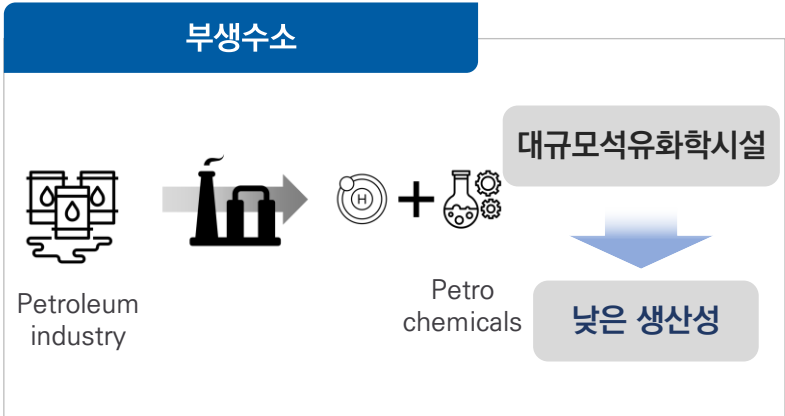 부생수소
대규모석유화학시설
H
Petroleum
industry
Petro
chemicals
낮은 생산성